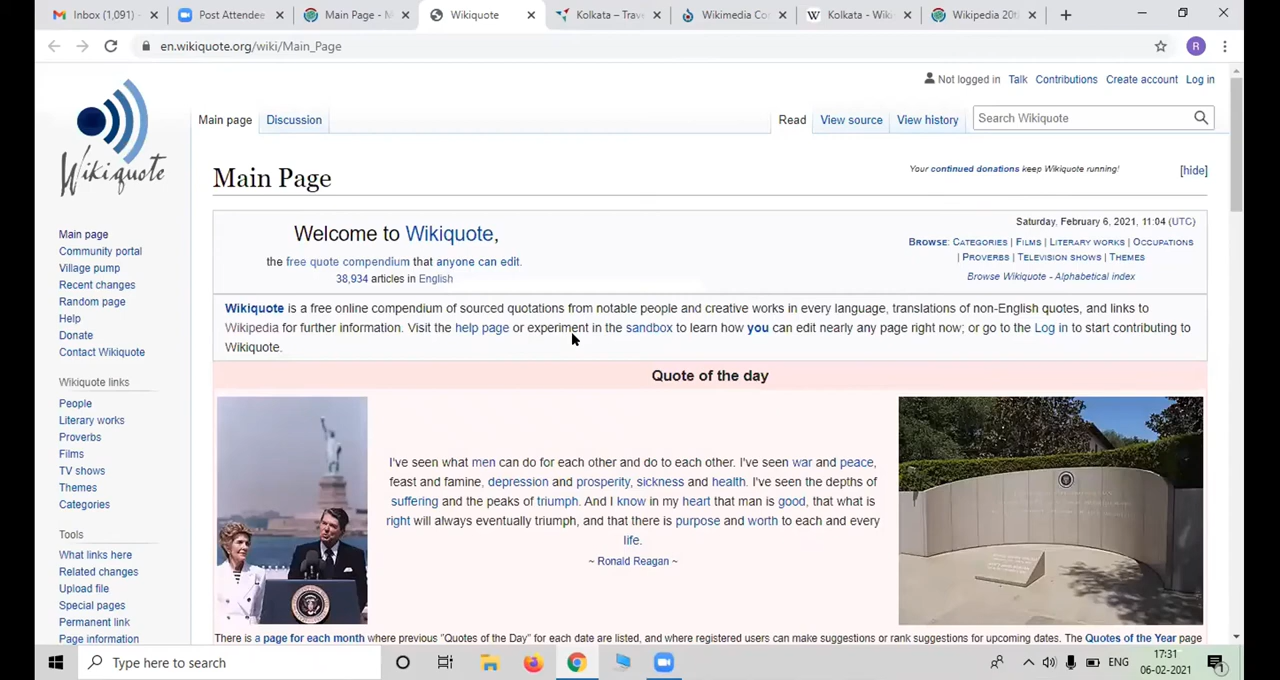 Inbox (1,091) -
Post Attendee
Main Page - M
Wikiquote
Kolkata – Trav
Wikimedia Co
Kolkata - Wiki
Wikipedia 20t
en.wikiquote.org/wiki/Main_Page
R
Not logged in Talk Contributions Create account Log in
Main page Discussion
Read View source View history
Search Wikiquote
Wikiquote
Main Page
Your continued donations keep Wikiquote running!
[hide]
Main page
Community portal
Village pump
Recent changes
Random page
Help
Donate
Contact Wikiquote
Wikiquote links
People
Literary works
Proverbs
Films
TV shows
Themes
Categories
Tools
What links here
Related changes
Upload file
Special pages
Permanent link
Page information
Welcome to Wikiquote,
the free quote compendium that anyone can edit.
38,934 articles in English
Saturday, February 6, 2021, 11:04 (UTC)
Browse: Categories | Films | Literary works | Occupations
| Proverbs | Television shows | Themes
Browse Wikiquote - Alphabetical index
Wikiquote is a free online compendium of sourced quotations from notable people and creative works in every language, translations of non-English quotes, and links to
Wikipedia for further information. Visit the help page or experiment in the sandbox to learn how you can edit nearly any page right now; or go to the Log in to start contributing to
Wikiquote.
Quote of the day
I've seen what men can do for each other and do to each other. I've seen war and peace,
feast and famine, depression and prosperity, sickness and health. I've seen the depths of
suffering and the peaks of triumph. And I know in my heart that man is good, that what is
right will always eventually triumph, and that there is purpose and worth to each and every
life.
~ Ronald Reagan ~
There is a page for each month where previous "Quotes of the Day" for each date are listed, and where registered users can make suggestions or rank suggestions for upcoming dates. The Quotes of the Year page
Type here to search
ENG
17:31
06-02-2021
1